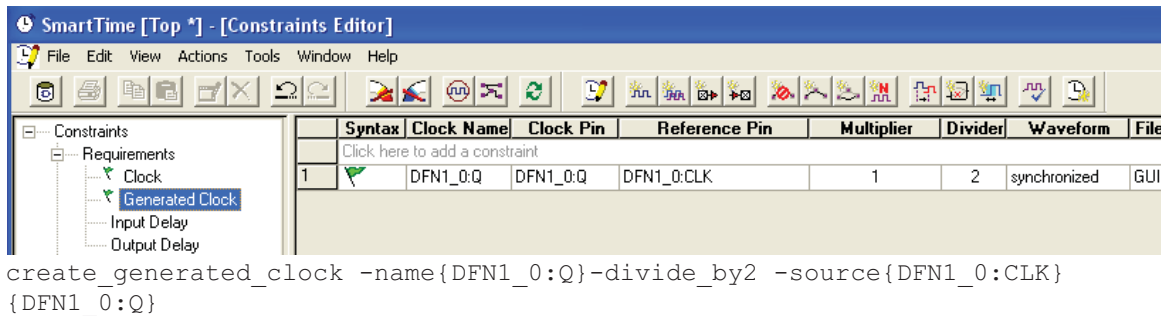 SmartTime [Top *] - [Constraints Editor]
File Edit View Actions Tools Window Help
Constraints
Requirements
Clock
Generated Clock
Input Delay
Output Delay
Syntax Clock Name Clock Pin Reference Pin Multiplier Divider Waveform File
Click here to add a constraint
1 DFN1_0:Q DFN1_0:Q DFN1_0:CLK 1 2 synchronized GUI
create_generated_clock -name{DFN1_0:Q}-divide_by2 -source{DFN1_0:CLK}
{DFN1_0:Q}